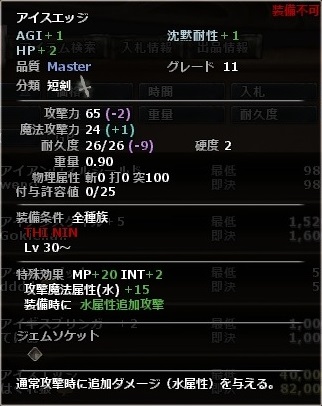 装備不可
アイスエッジ
AGI+1 沈黙耐性+1
HP+2
品質 Master グレード 11
分類 短剣
攻撃力 65 (-2)
魔法攻撃力 24 (+1)
耐久度 26/26 (-9) 硬度 2
重量 0.90
物理属性 斬0 打0 突100
付与許容値 0/25
装備条件 全種族
THI NIN
Lv 30～
特殊効果 MP+20 INT+2
攻撃魔法属性(水) +15
装備時に 水属性追加攻撃
ジェムソケット
通常攻撃時に追加ダメージ（水属性）を与える。